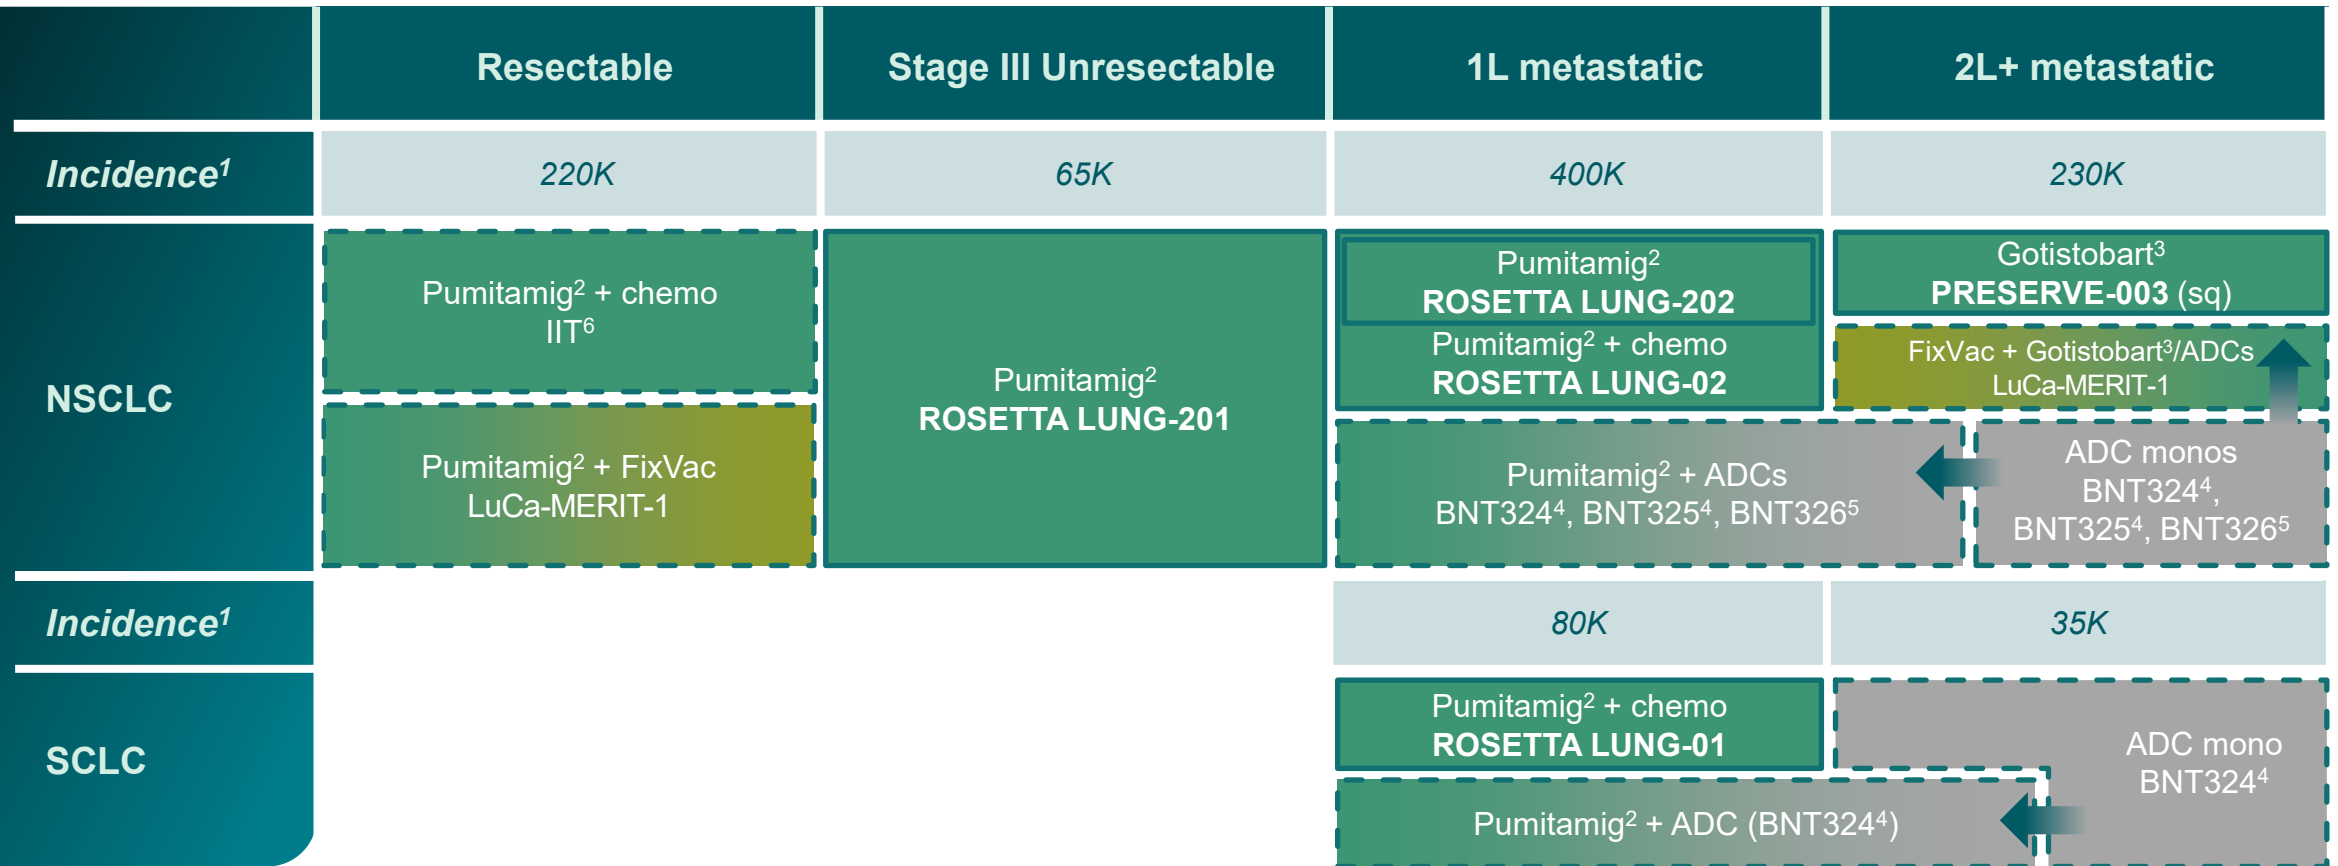 Resectable
Stage III Unresectable
1L metastatic
2L+ metastatic
Incidence¹
220K
65K
400K
230K
NSCLC
Pumitamig² + chemo
IIT⁶
Pumitamig² + FixVac
LuCa-MERIT-1
Pumitamig²
ROSETTA LUNG-201
Pumitamig²
ROSETTA LUNG-202
Pumitamig² + chemo
ROSETTA LUNG-02
Gotistobart³
PRESERVE-003 (sq)
FixVac + Gotistobart³/ADCs
LuCa-MERIT-1
Pumitamig² + ADCs
BNT324⁴, BNT325⁴, BNT326⁵
ADC monos
BNT324⁴,
BNT325⁴, BNT326⁵
Incidence¹
80K
35K
SCLC
Pumitamig² + chemo
ROSETTA LUNG-01
ADC mono
BNT324⁴
Pumitamig² + ADC (BNT324⁴)